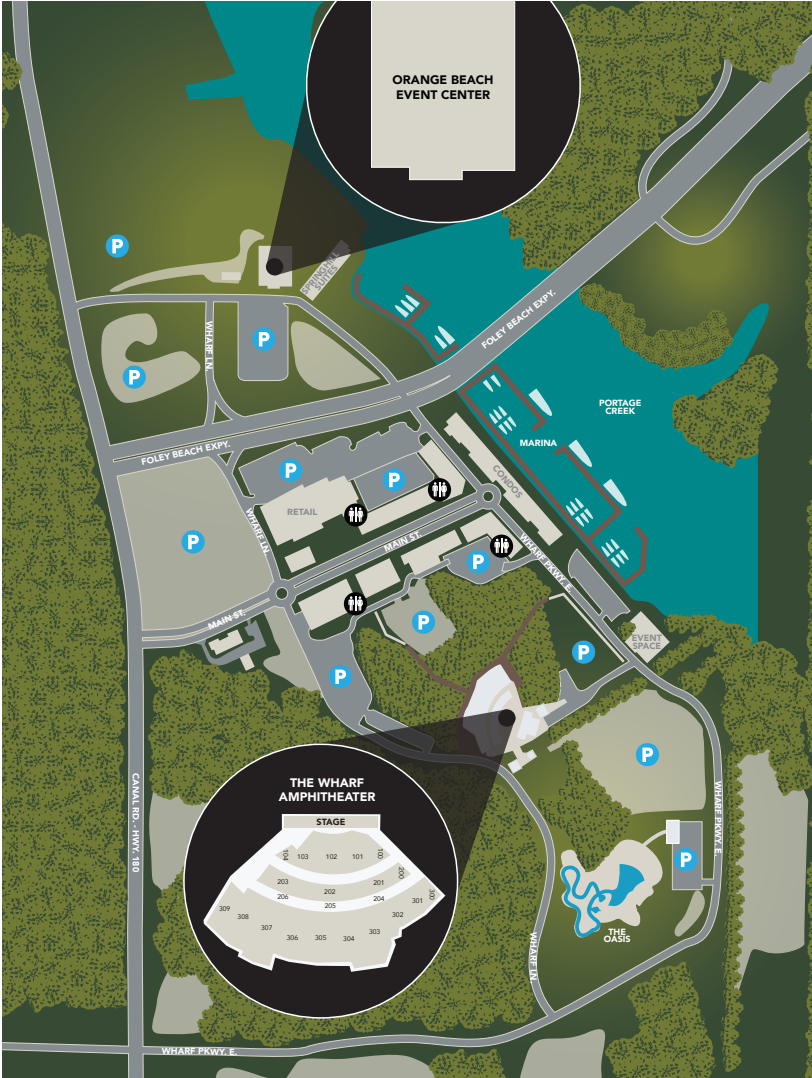 ORANGE BEACH
EVENT CENTER
P
SPRINGHILL
SUITES
WHARF LN.
P
P
FOLEY BEACH EXPY.
PORTAGE
CREEK
MARINA
FOLEY BEACH EXPY.
P
P
CONDOS
RETAIL
WHARF LN.
P
MAIN ST.
P
WHARF PKWY. E.
MAIN ST.
P
P
EVENT
SPACE
P
P
THE WHARF
AMPHITHEATER
STAGE
104
103
102
101
100
203
202
201
200
206
205
204
300
301
302
303
304
305
306
307
308
309
CANAL RD. - HWY. 180
WHARF PKWY. E.
P
THE
OASIS
WHARF LN.
WHARF PKWY. E.